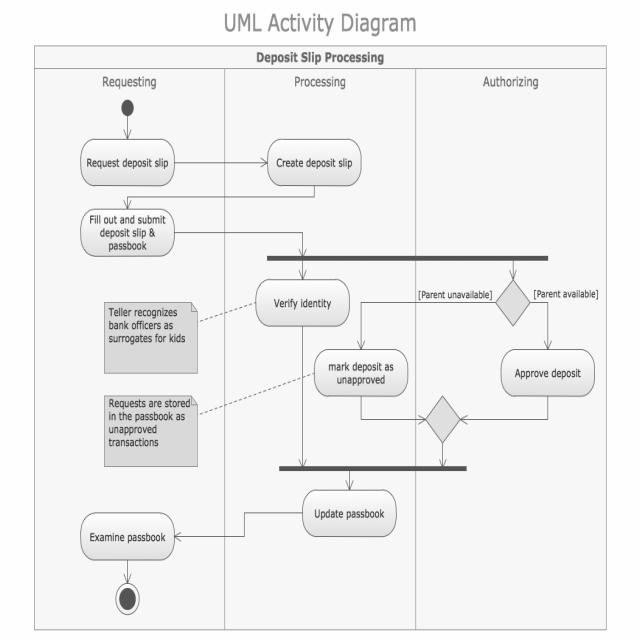 UML Activity Diagram
Deposit Slip Processing
Requesting
Processing
Authorizing
Request deposit slip
Create deposit slip
Fill out and submit
deposit slip &
passbook
Verify identity
[Parent unavailable]
[Parent available]
Teller recognizes
bank officers as
surrogates for kids
mark deposit as
unapproved
Approve deposit
Requests are stored
in the passbook as
unapproved
transactions
Update passbook
Examine passbook